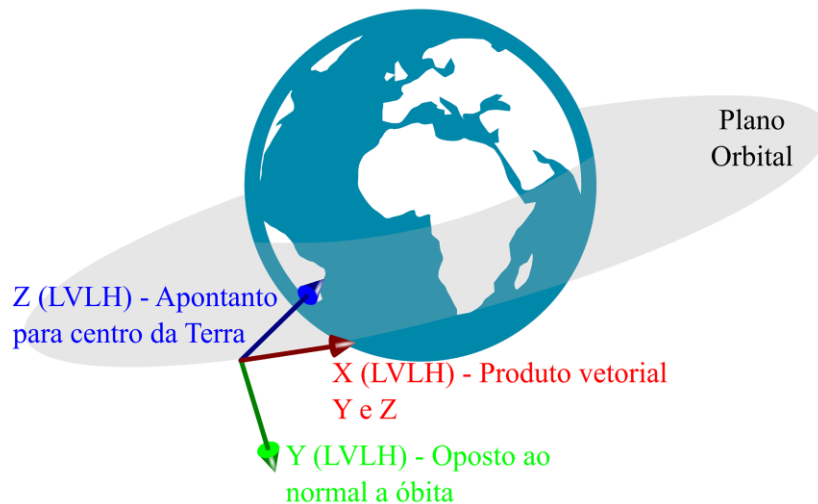 Plano
Orbital
Z (LVLH) - Apontanto
para centro da Terra
X (LVLH) - Produto vetorial
Y e Z
Y (LVLH) - Oposto ao
normal a óbita